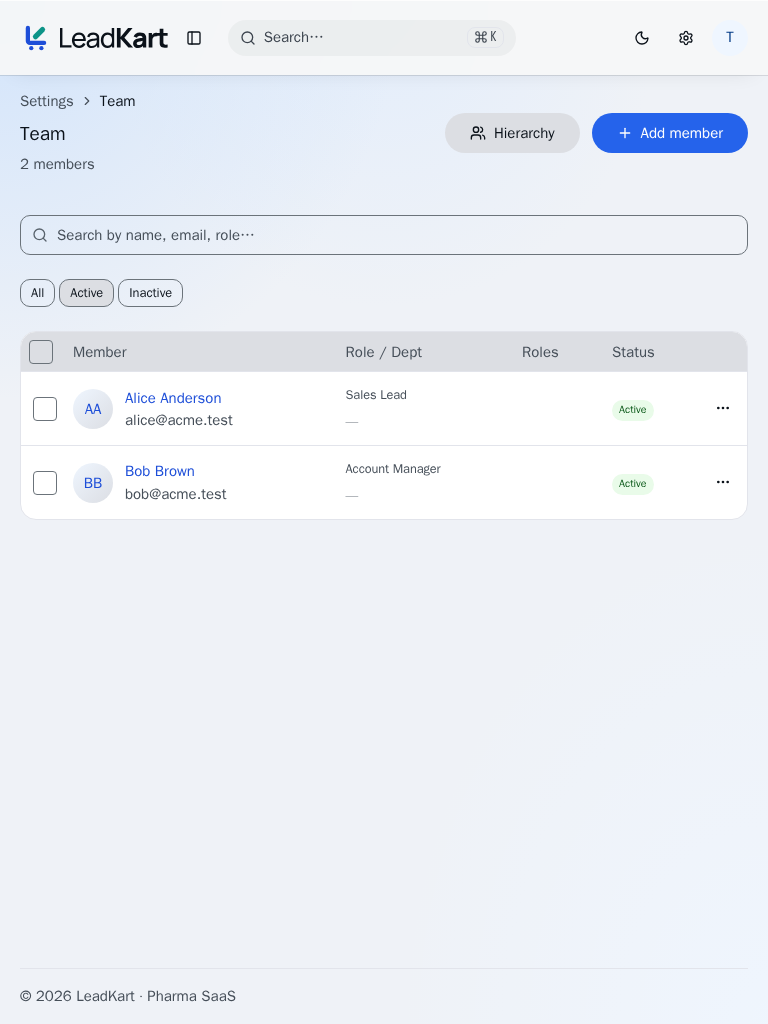 LeadKart
Search…
⌘K
T
Settings > Team
Team
2 members
Hierarchy
+ Add member
Search by name, email, role…
All
Active
Inactive
Member Role / Dept Roles Status
AA
Alice Anderson
alice@acme.test
Sales Lead
—
Active
BB
Bob Brown
bob@acme.test
Account Manager
—
Active
© 2026 LeadKart · Pharma SaaS